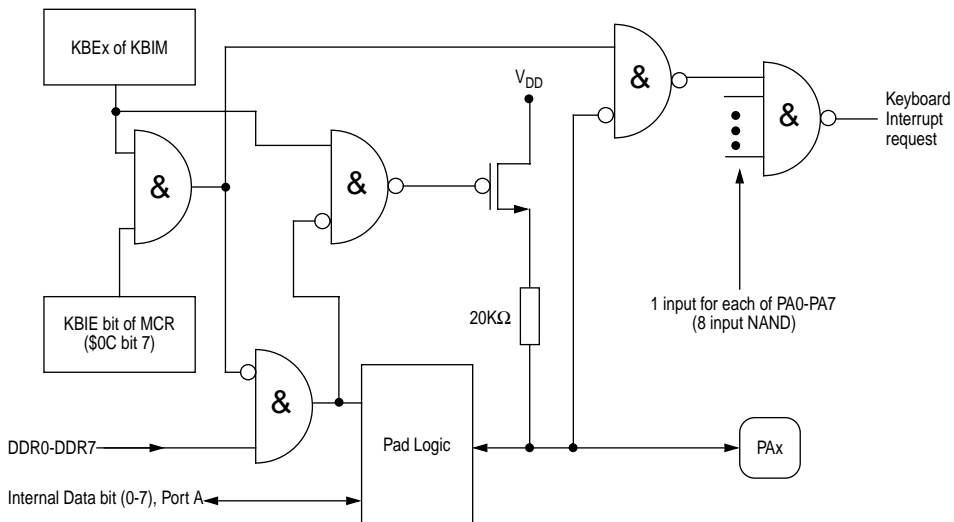 KBEx of KBIM
&
VDD
&
&
Keyboard
Interrupt
request
&
&
KBIE bit of MCR
($0C bit 7)
20KΩ
1 input for each of PA0-PA7
(8 input NAND)
&
DDR0-DDR7
Pad Logic
PAx
Internal Data bit (0-7), Port A